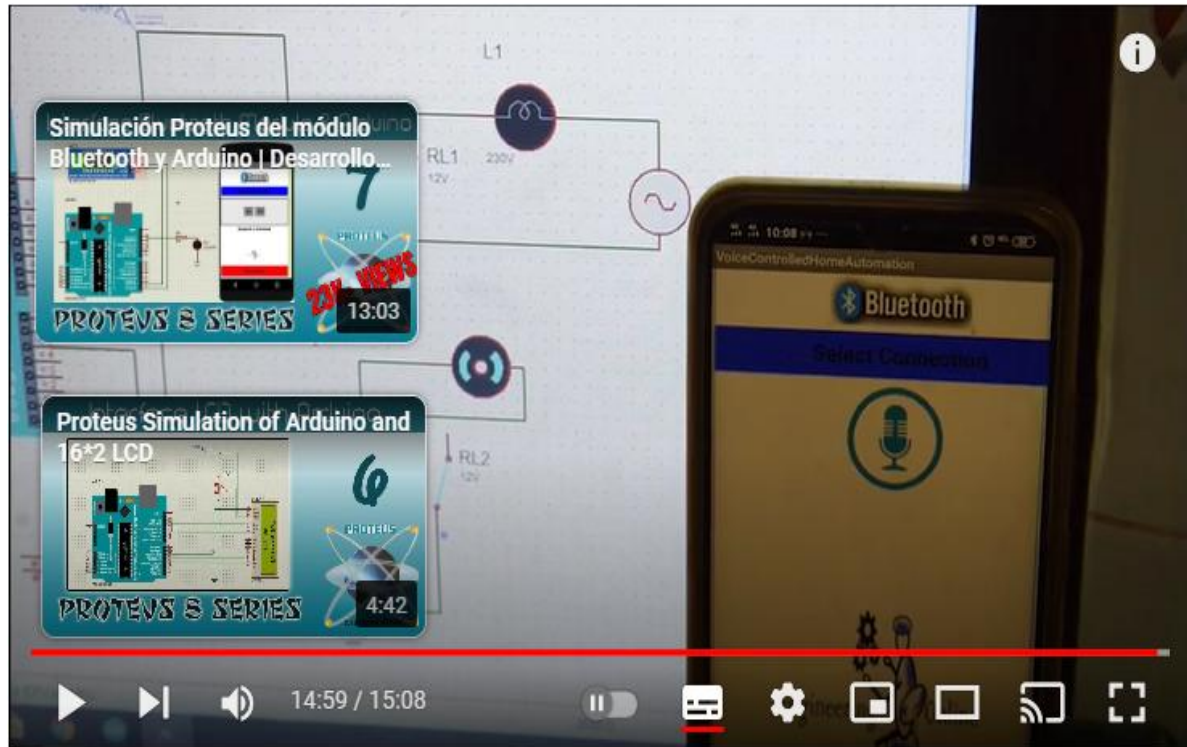 L1
Simulación Proteus del módulo
Bluetooth y Arduino | Desarrollo...
RL1
12V
230V
7
PROTEUS
23K VIEWS
13:03
PROTEUS 8 SERIES
10:08
VoiceControlledHomeAutomation
Bluetooth
Select Connection
Proteus Simulation of Arduino and
16*2 LCD
RL2
12V
6
PROTEUS
4:42
PROTEUS 8 SERIES
14:59 / 15:08